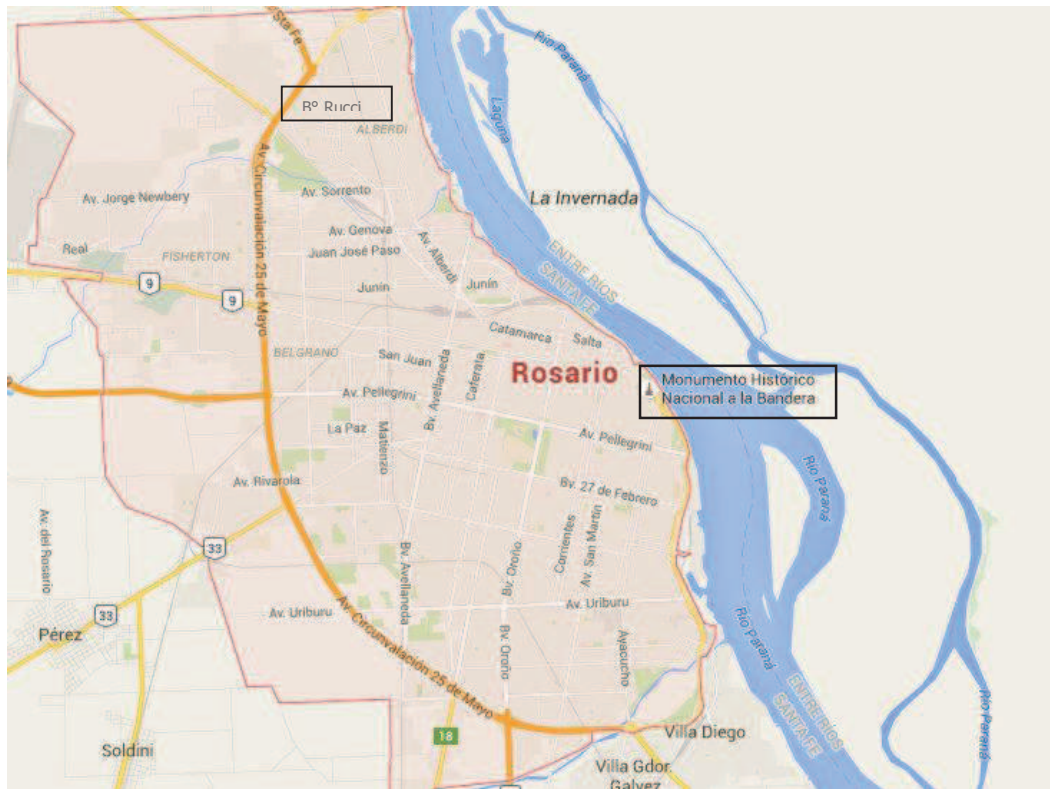 Sta Fe
Río Paraná
Bº Rucci
Laguna
ALBERDI
Av. Circunvalación 25 de Mayo
Av. Jorge Newbery
Av. Sorrento
La Invernada
Av. Genova
Av. Alberdi
Real
FISHERTON
Juan José Paso
ENTRE RÍOS
SANTA FE
9
9
Junín
Junín
Catamarca
Salta
BELGRANO
San Juan
Bv. Avellaneda
Caferata
Rosario
Monumento Histórico
Nacional a la Bandera
Av. Pellegrini
La Paz
Matienzo
Av. Pellegrini
Av. Rivarola
Bv. 27 de Febrero
Río Paraná
Av. del Rosario
33
Bv. Avellaneda
Bv. Oroño
Corrientes
Av. San Martín
33
Av. Uriburu
Av. Uriburu
Pérez
Av. Circunvalación 25 de Mayo
Bv. Oroño
Ayacucho
Río Paraná
ENTRE RÍOS
SANTA FE
Río Paraná
18
Soldini
Villa Diego
Villa Gdor.
Galvez